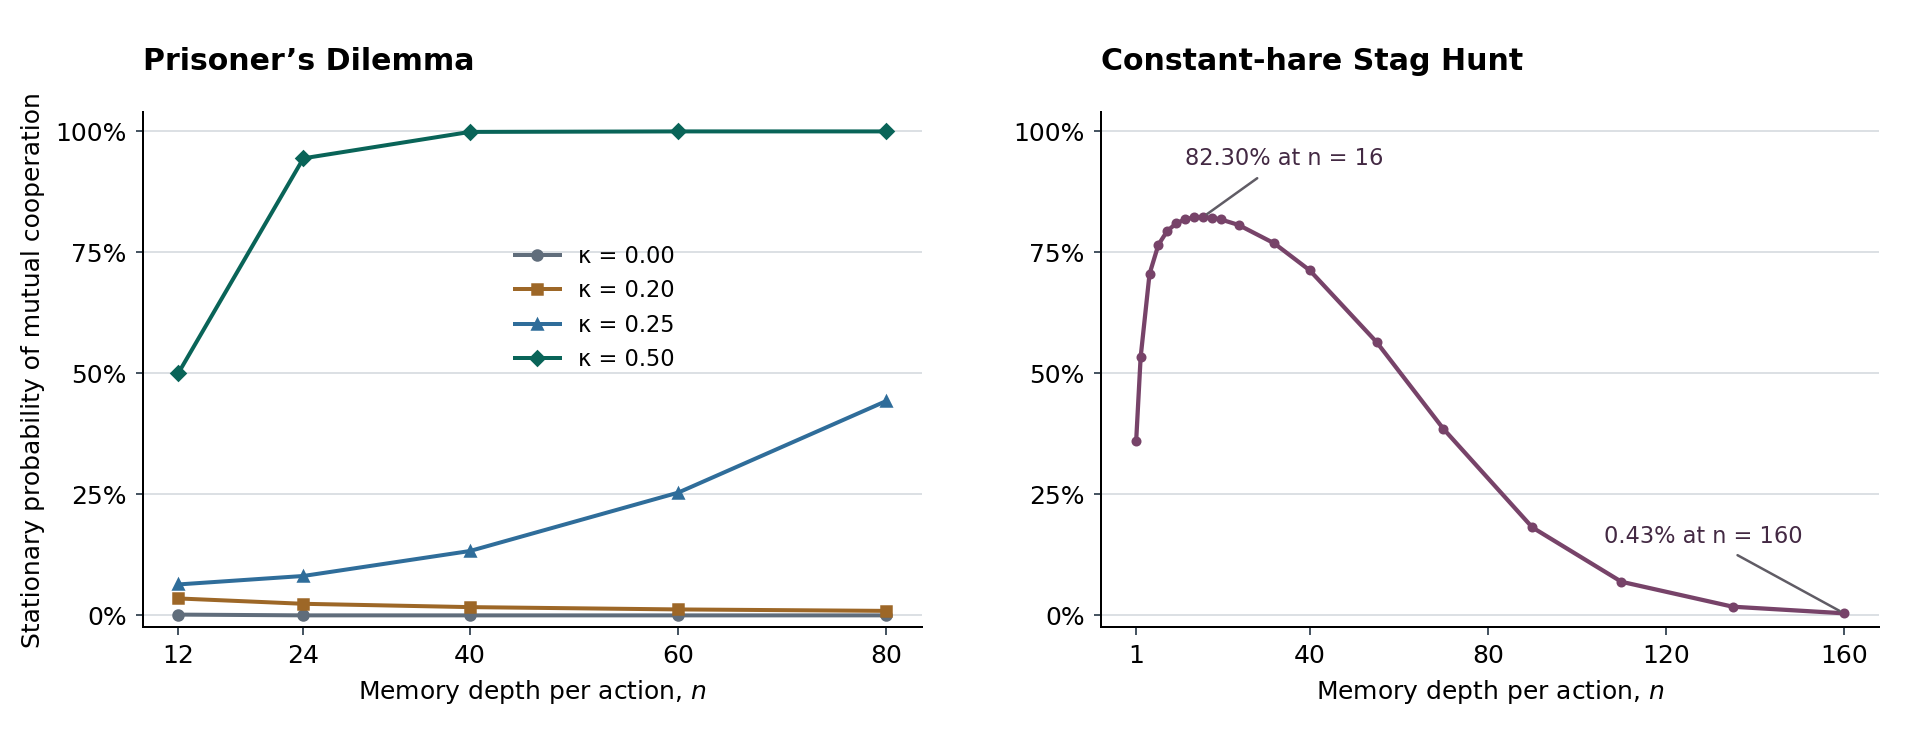 Prisoner’s Dilemma
Stationary probability of mutual cooperation
100%
75%
50%
25%
0%
κ = 0.00
κ = 0.20
κ = 0.25
κ = 0.50
12 24 40 60 80
Memory depth per action, n
Constant-hare Stag Hunt
100%
75%
50%
25%
0%
82.30% at n = 16
0.43% at n = 160
1 40 80 120 160
Memory depth per action, n